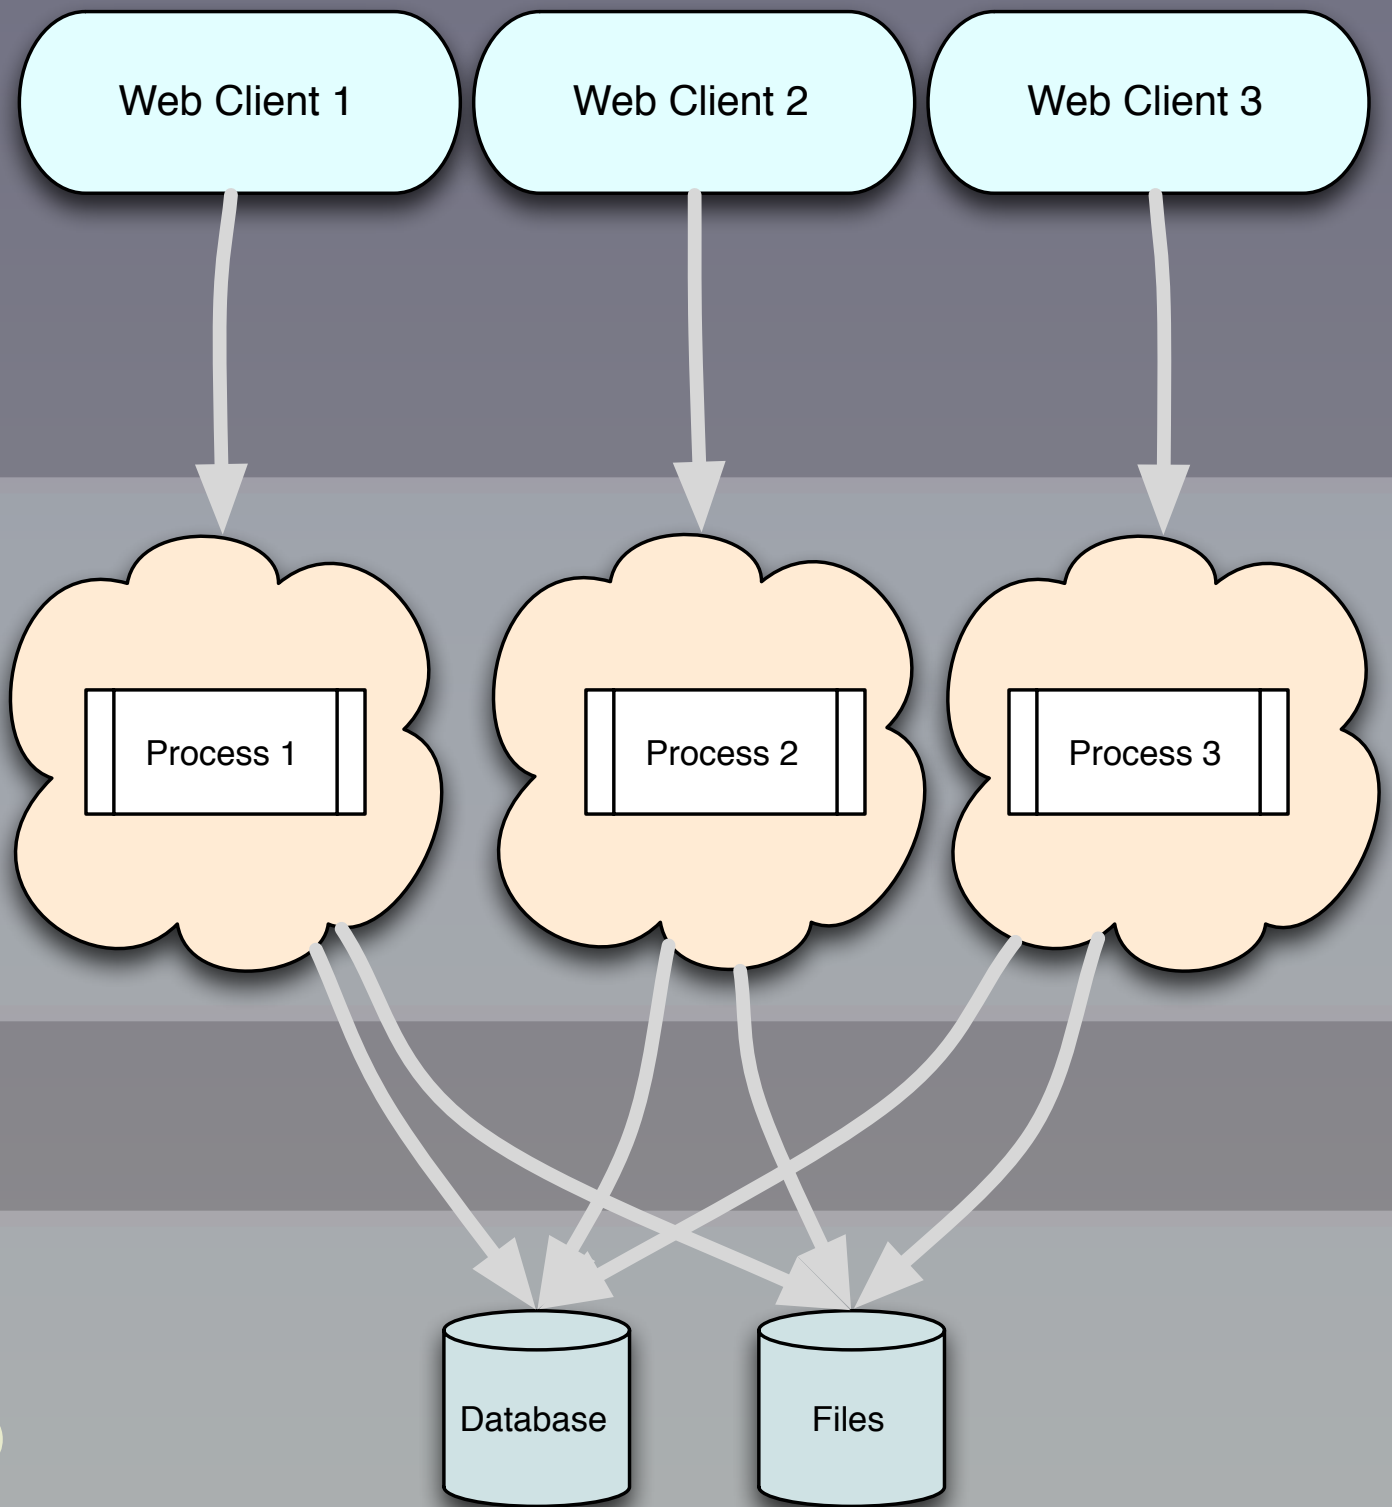 Web Client 1
Web Client 2
Web Client 3
Process 1
Process 2
Process 3
Database
Files